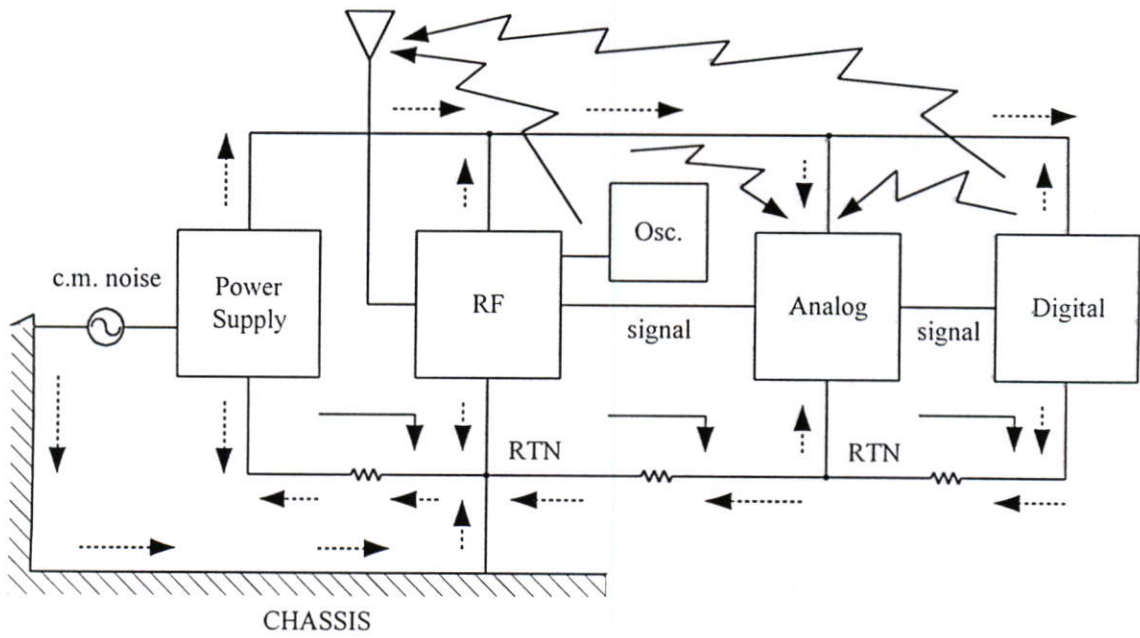 Osc.
c.m. noise
Power
Supply
RF
signal
Analog
signal
Digital
RTN
RTN
CHASSIS